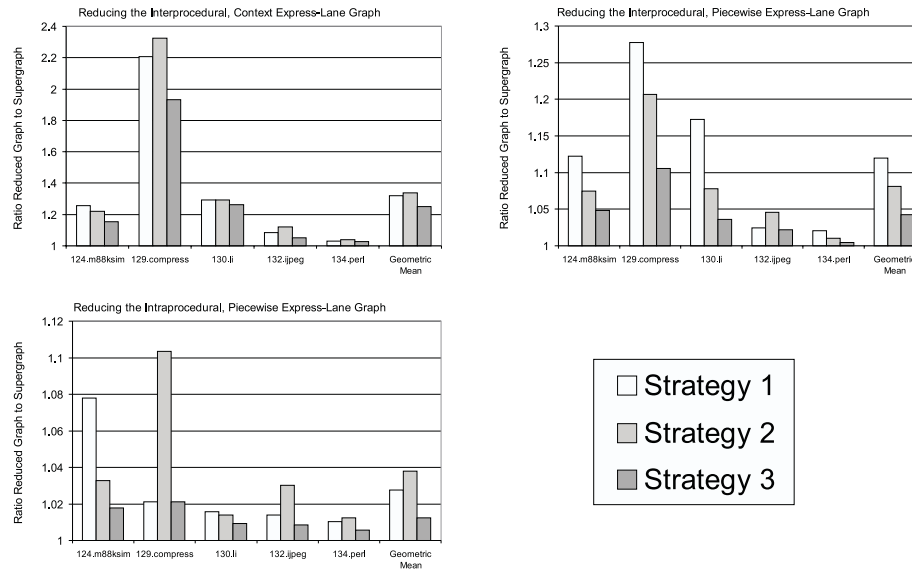 Reducing the Interprocedural, Context Express-Lane Graph
Ratio Reduced Graph to Supergraph
2.4
2.2
2
1.8
1.6
1.4
1.2
1
124.m88ksim 129.compress 130.li 132.ijpeg 134.perl Geometric
Mean
Reducing the Interprocedural, Piecewise Express-Lane Graph
Ratio Reduced Graph to Supergraph
1.3
1.25
1.2
1.15
1.1
1.05
1
124.m88ksim 129.compress 130.li 132.ijpeg 134.perl Geometric
Mean
Reducing the Intraprocedural, Piecewise Express-Lane Graph
Ratio Reduced Graph to Supergraph
1.12
1.1
1.08
1.06
1.04
1.02
1
124.m88ksim 129.compress 130.li 132.ijpeg 134.perl Geometric
Mean
Strategy 1
Strategy 2
Strategy 3